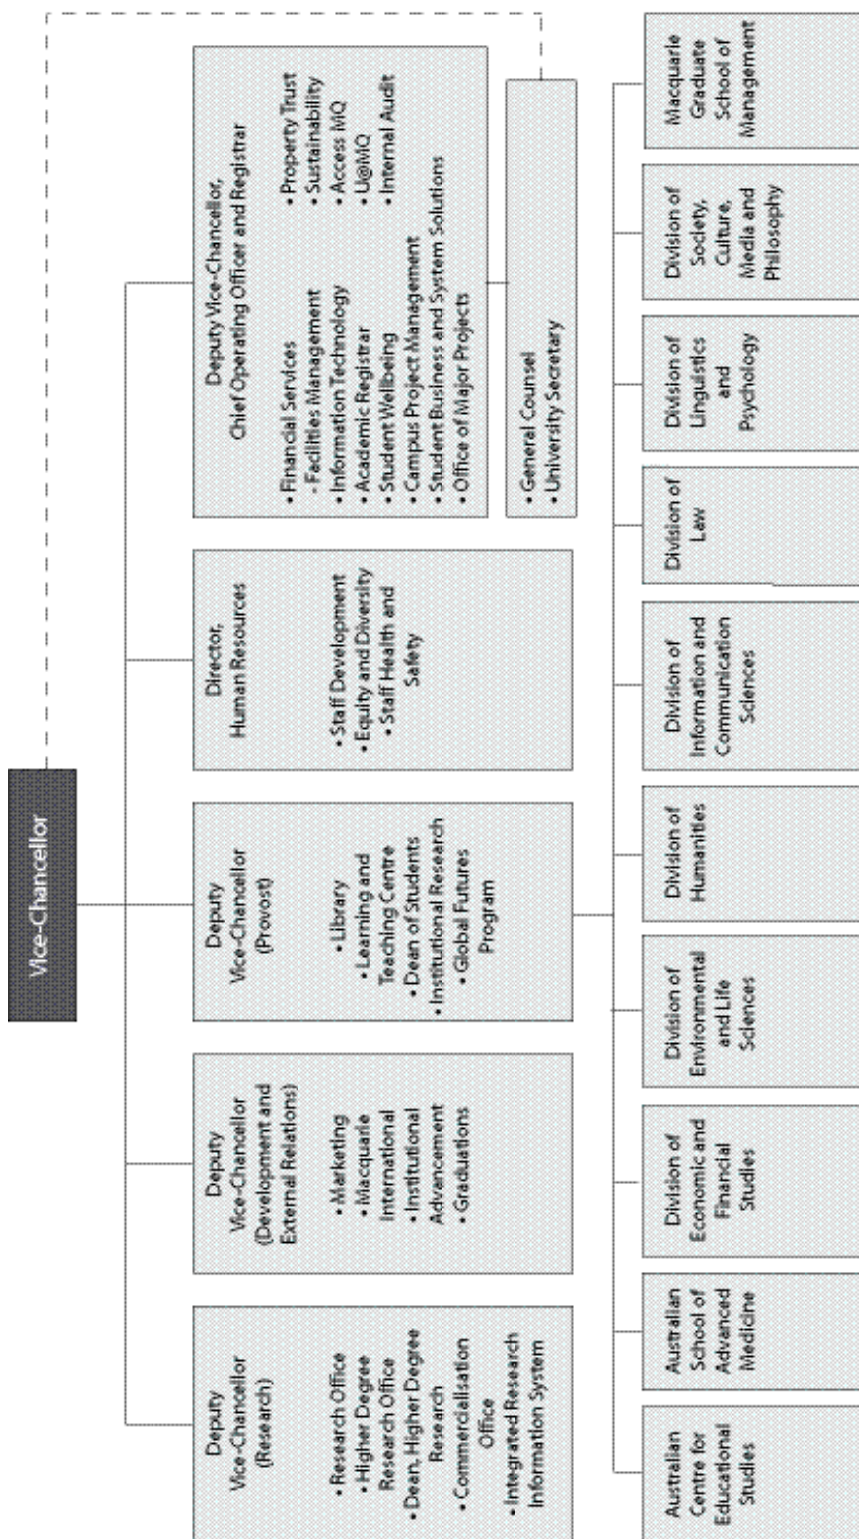 Vice-Chancellor
Deputy
Vice-Chancellor
(Research)
• Research Office
• Higher Degree
Research Office
• Dean, Higher Degree
Research
• Commercialisation
Office
• Integrated Research
Information System
Deputy
Vice-Chancellor
(Development and
External Relations)
• Marketing
• Macquarie
International
• Institutional
Advancement
• Graduations
Deputy
Vice-Chancellor
(Provost)
• Library
• Learning and
Teaching Centre
• Dean of Students
• Institutional Research
• Global Futures
Program
Director,
Human Resources
• Staff Development
• Equity and Diversity
• Staff Health and
Safety
Deputy Vice-Chancellor,
Chief Operating Officer and Registrar
• Financial Services
- Facilities Management
• Information Technology
• Academic Registrar
• Student Wellbeing
• Campus Project Management
• Student Business and System Solutions
• Office of Major Projects
• Property Trust
• Sustainability
• Access MQ
• U@MQ
• Internal Audit
• General Counsel
• University Secretary
Australian
Centre for
Educational
Studies
Australian
School of
Advanced
Medicine
Division of
Economic and
Financial
Studies
Division of
Environmental
and Life
Sciences
Division of
Humanities
Division of
Information and
Communication
Sciences
Division of
Law
Division of
Linguistics
and
Psychology
Division of
Society,
Culture,
Media and
Philosophy
Macquarie
Graduate
School of
Management